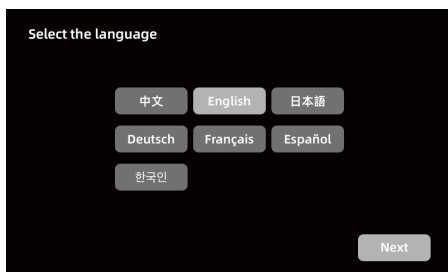 Select the language
中文 English 日本語
Deutsch Français Español
한국인
Next